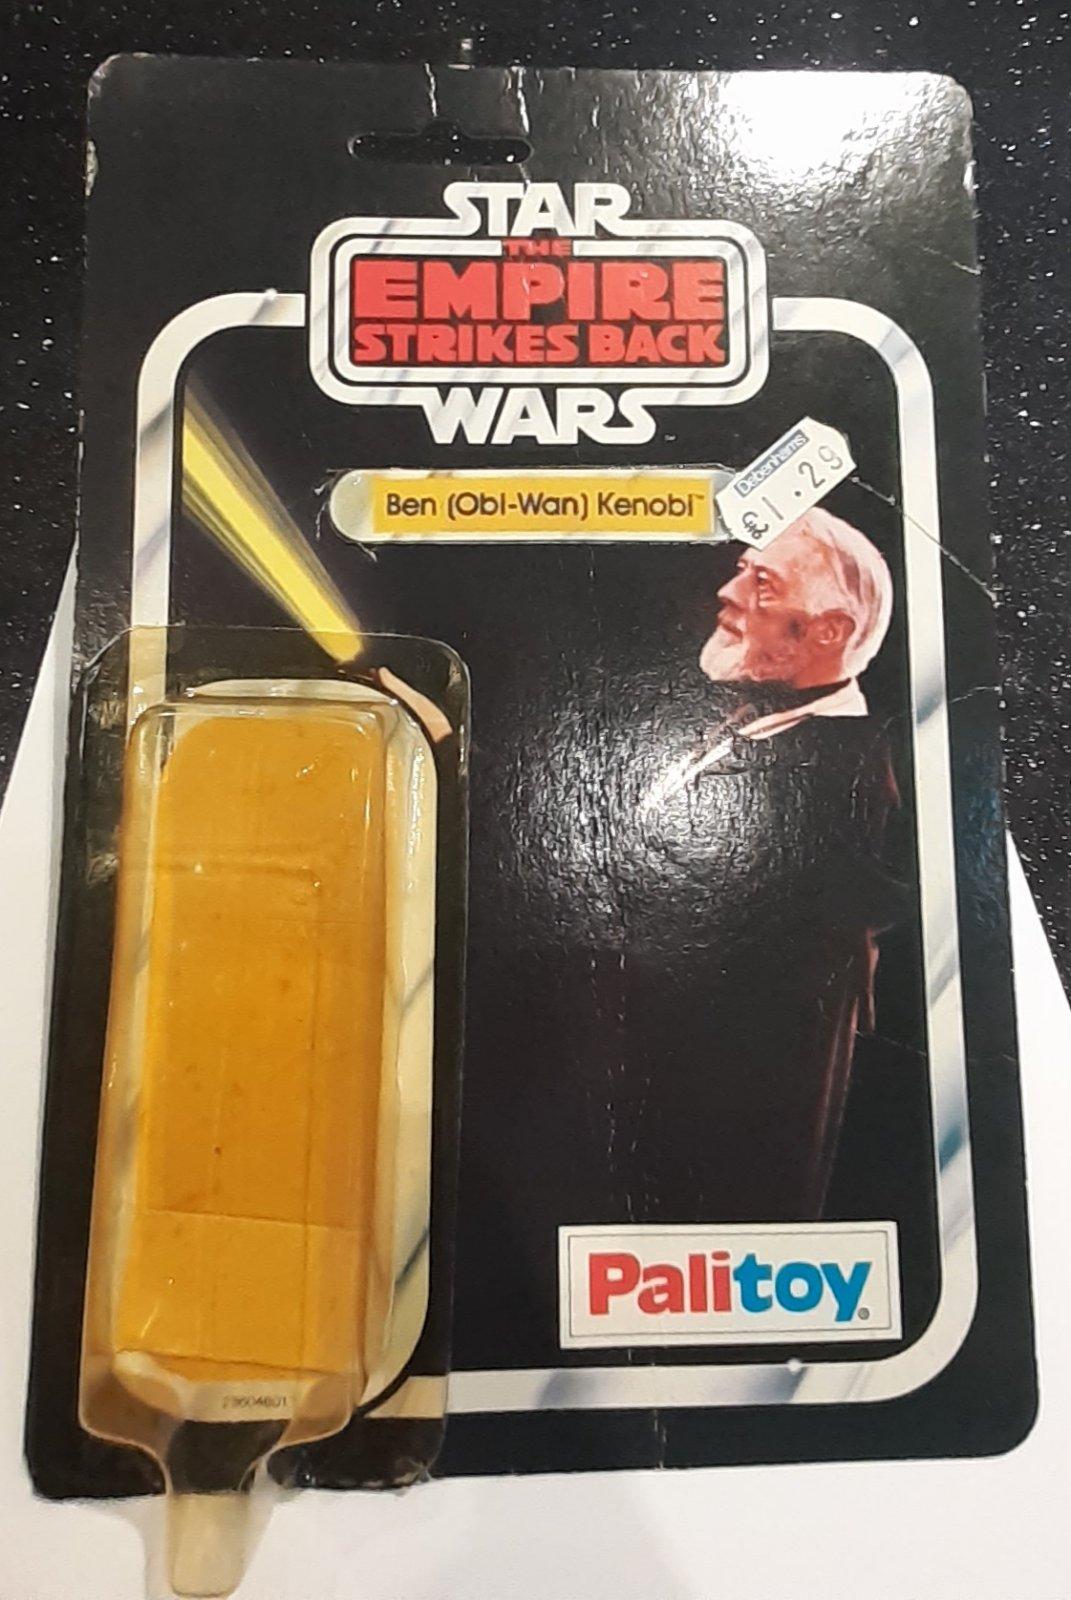 STAR
THE
EMPIRE
STRIKES BACK
WARS
Ben (Obi-Wan) Kenobi™
Debenhams
£1.29
Palitoy®